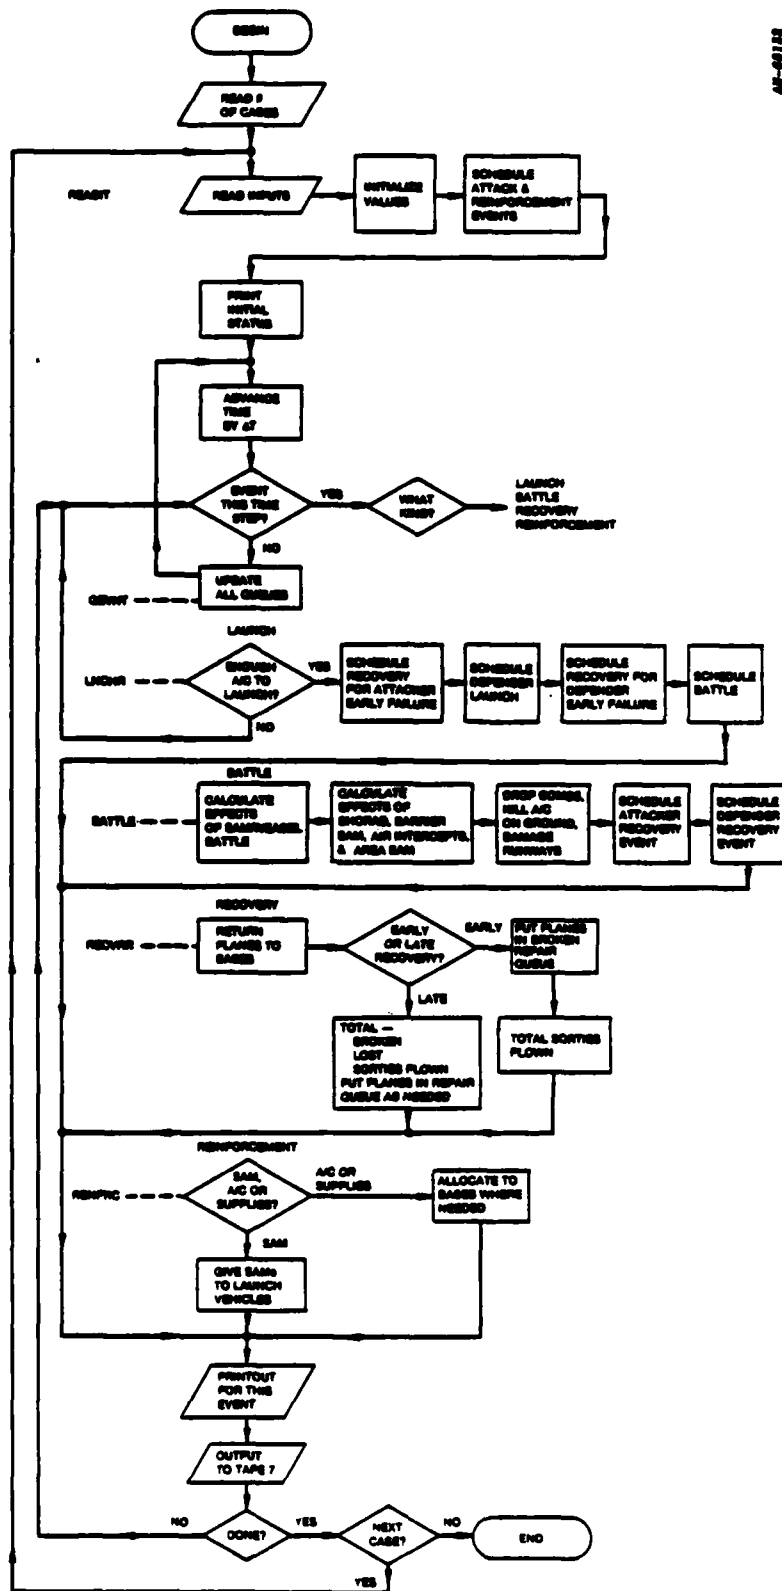 AH-60132
BEGIN
READ #
OF CASES
READIT
READ INPUTS
INITIALIZE
VALUES
SCHEDULE
ATTACK &
REINFORCEMENT
EVENTS
PRINT
INITIAL
STATUS
ADVANCE
TIME
BY ΔT
EVENT
THIS TIME
STEP?
YES
WHAT
KIND?
LAUNCH
BATTLE
RECOVERY
REINFORCEMENT
NO
UPDATE
ALL QUEUES
LAUNCH
LNCHR
ENOUGH
A/C TO
LAUNCH?
YES
SCHEDULE
RECOVERY
FOR ATTACKER
EARLY FAILURE
SCHEDULE
DEFENDER
LAUNCH
SCHEDULE
RECOVERY FOR
DEFENDER
EARLY FAILURE
SCHEDULE
BATTLE
NO
BATTLE
BATTLE
CALCULATE
EFFECTS
OF SAM/WEASEL
BATTLE
CALCULATE
EFFECTS OF
SHORAD, BARRIER
SAM, AIR INTERCEPTS,
& AREA SAM
DROP BOMBS,
KILL A/C
ON GROUND,
DAMAGE
RUNWAYS
SCHEDULE
ATTACKER
RECOVERY
EVENT
SCHEDULE
DEFENDER
RECOVERY
EVENT
RECOVERY
RECVRR
RETURN
PLANES TO
BASES
EARLY
OR LATE
RECOVERY?
EARLY
PUT PLANES
IN BROKEN
REPAIR
QUEUE
LATE
TOTAL —
BROKEN
LOST
SORTIES FLOWN
PUT PLANES IN REPAIR
QUEUE AS NEEDED
TOTAL SORTIES
FLOWN
REINFORCEMENT
RENFRC
SAM,
A/C OR
SUPPLIES?
A/C OR
SUPPLIES
ALLOCATE TO
BASES WHERE
NEEDED
SAM
GIVE SAMs
TO LAUNCH
VEHICLES
PRINTOUT
FOR THIS
EVENT
OUTPUT
TO TAPE 7
NO
DONE?
YES
NEXT
CASE?
NO
END
YES